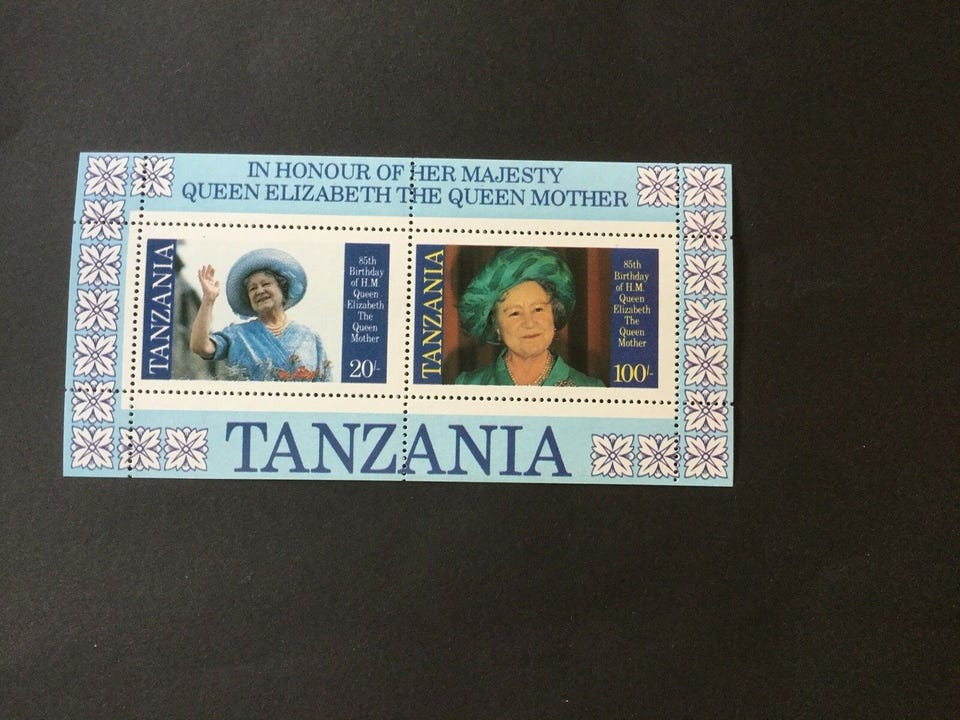 IN HONOUR OF HER MAJESTY
QUEEN ELIZABETH THE QUEEN MOTHER
TANZANIA
85th
Birthday
of H.M.
Queen
Elizabeth
The
Queen
Mother
20/-
TANZANIA
85th
Birthday
of H.M.
Queen
Elizabeth
The
Queen
Mother
100/-
TANZANIA